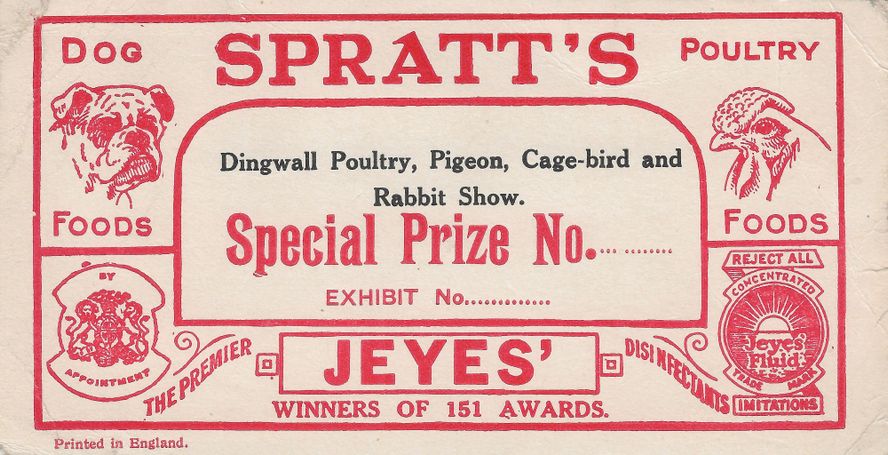 DOG
SPRATT'S
POULTRY
Dingwall Poultry, Pigeon, Cage-bird and
Rabbit Show.
FOODS
FOODS
Special Prize No..............
EXHIBIT No..............
BY
APPOINTMENT
REJECT ALL
CONCENTRATED
Jeyes'
Fluid
TRADE MARK
IMITATIONS
THE PREMIER
JEYES'
DISINFECTANTS
WINNERS OF 151 AWARDS.
Printed in England.